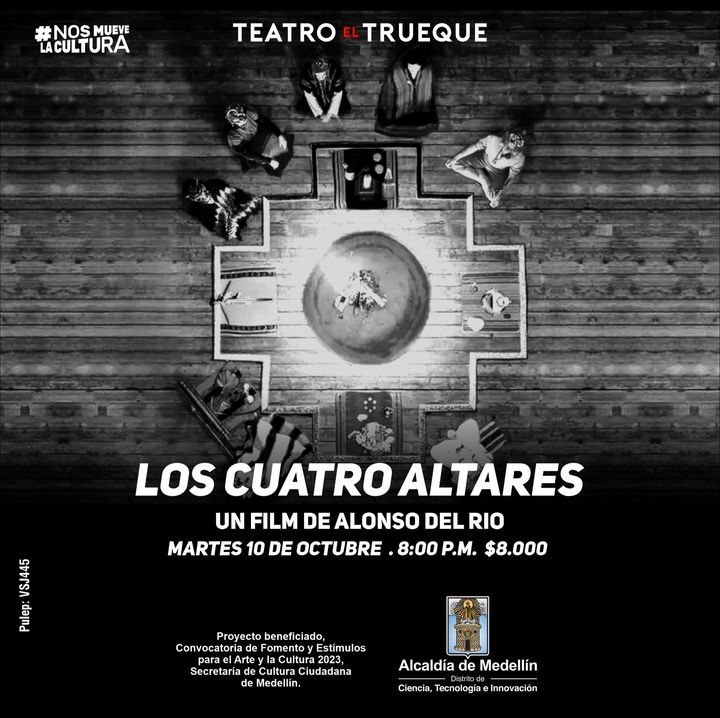 #NOS MUEVE
LA CULTURA
TEATRO EL TRUEQUE
LOS CUATRO ALTARES
UN FILM DE ALONSO DEL RIO
MARTES 10 DE OCTUBRE . 8:00 P.M. $8.000
Pulep: VSJ445
Proyecto beneficiado,
Convocatoria de Fomento y Estímulos
para el Arte y la Cultura 2023,
Secretaría de Cultura Ciudadana
de Medellín.
Alcaldía de Medellín
Distrito de
Ciencia, Tecnología e Innovación